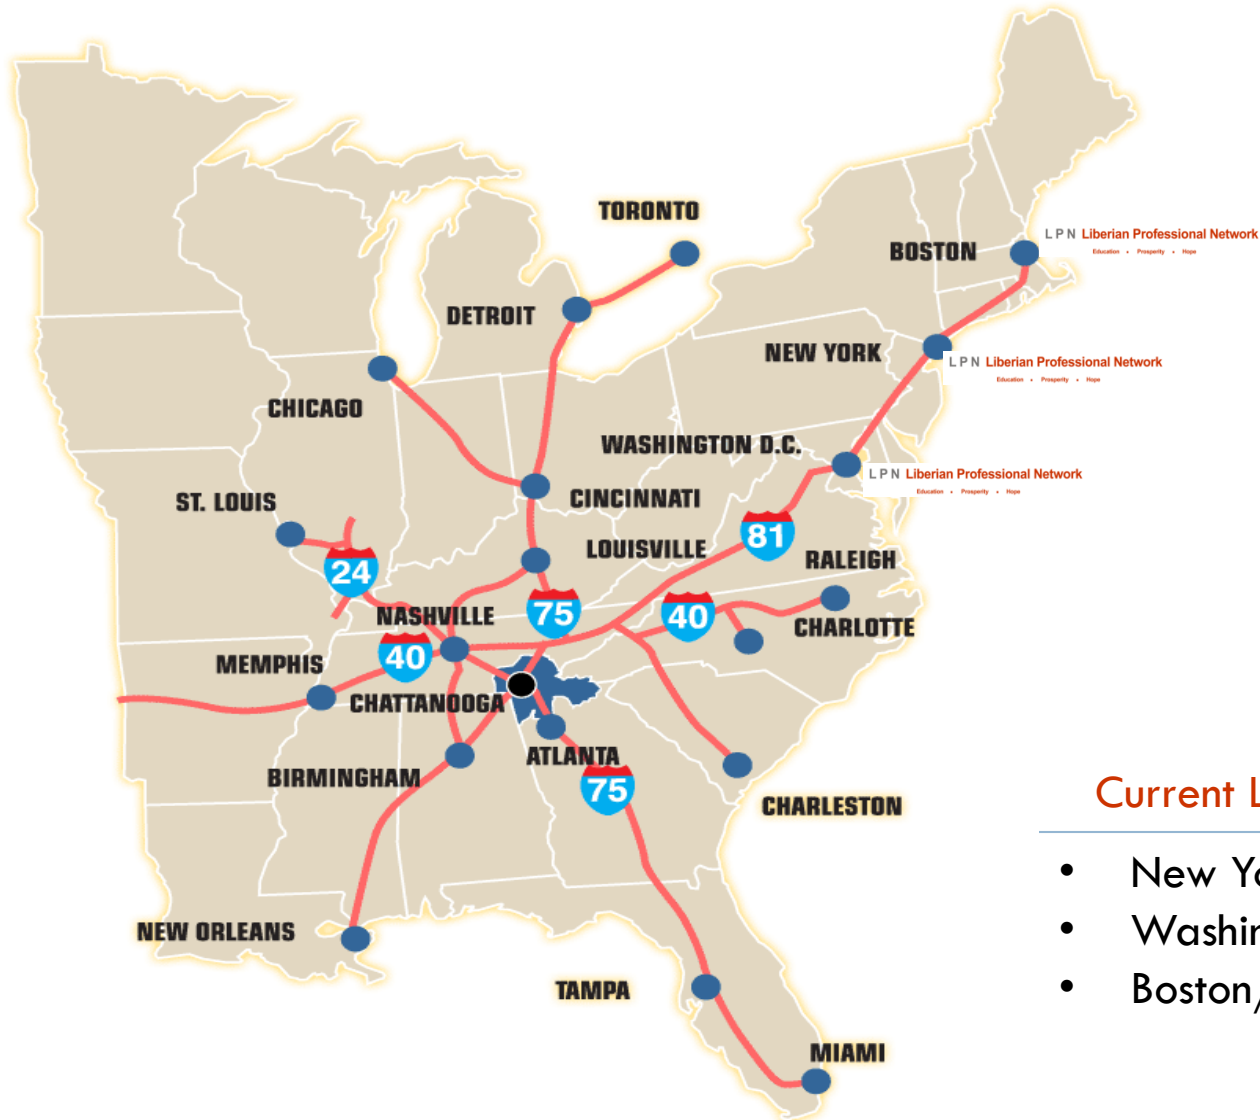 TORONTO
BOSTON
LPN Liberian Professional Network
Education • Prosperity • Hope
DETROIT
NEW YORK
LPN Liberian Professional Network
Education • Prosperity • Hope
CHICAGO
WASHINGTON D.C.
LPN Liberian Professional Network
Education • Prosperity • Hope
CINCINNATI
ST. LOUIS
81
LOUISVILLE
RALEIGH
24
75
40
NASHVILLE
CHARLOTTE
40
MEMPHIS
CHATTANOOGA
ATLANTA
BIRMINGHAM
75
CHARLESTON
Current
• New
•
• Boston,
NEW ORLEANS
TAMPA
MIAMI